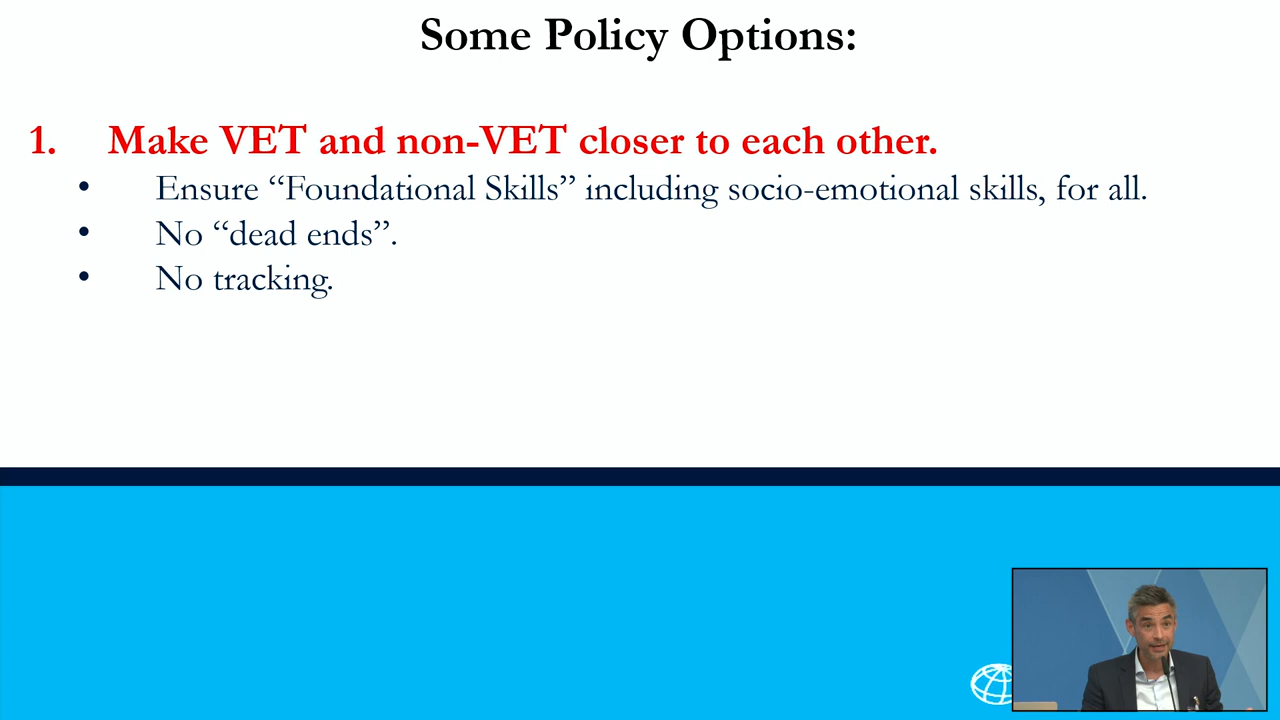 Some Policy Options:
1. Make VET and non-VET closer to each other.
• Ensure “Foundational Skills” including socio-emotional skills, for all.
• No “dead ends”.
• No tracking.